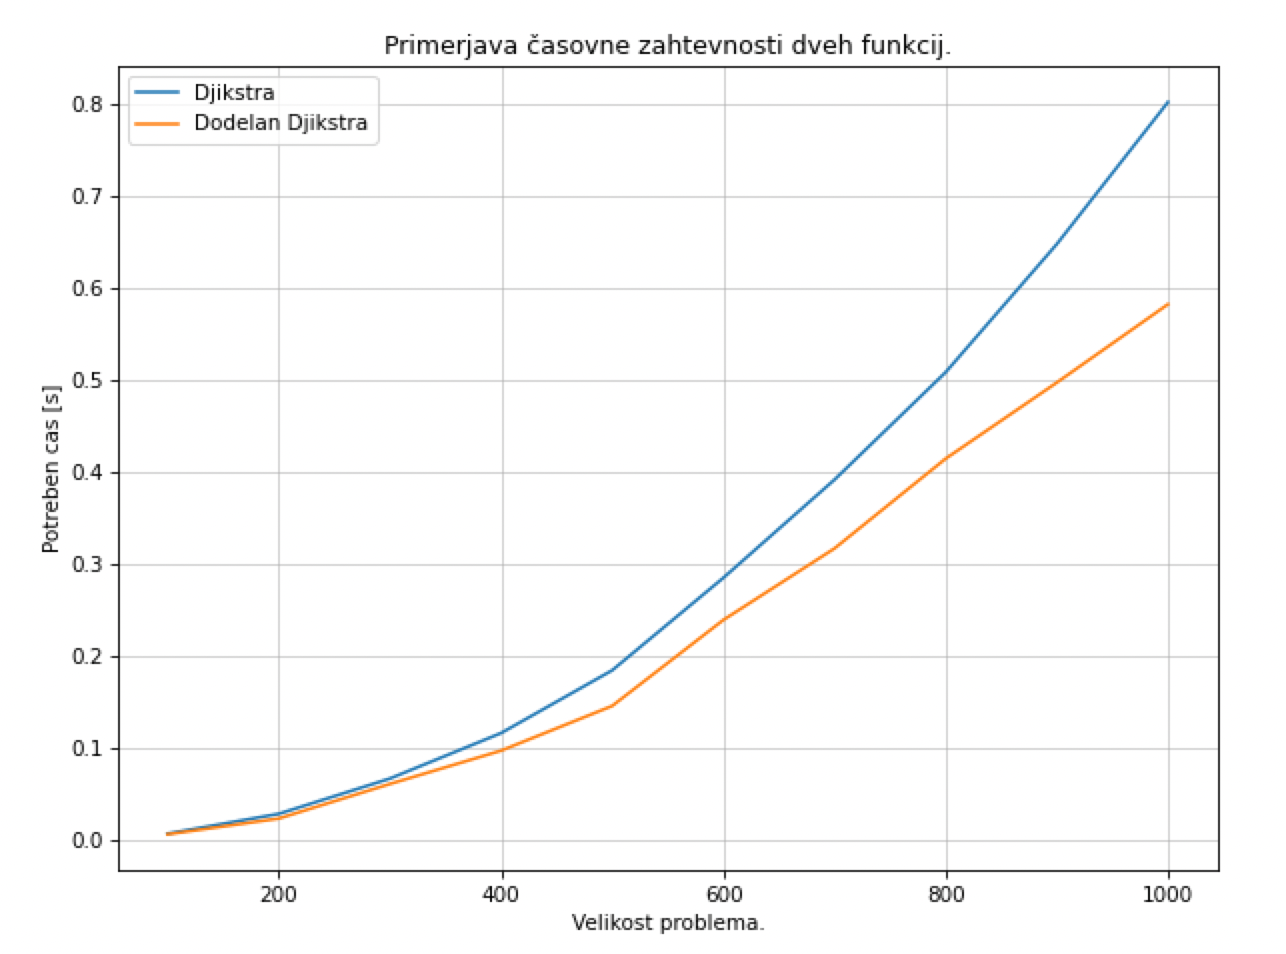 Primerjava časovne zahtevnosti dveh funkcij.
Djikstra
Dodelan Djikstra
0.8
0.7
0.6
0.5
0.4
0.3
0.2
0.1
0.0
Potreben cas [s]
200 400 600 800 1000
Velikost problema.